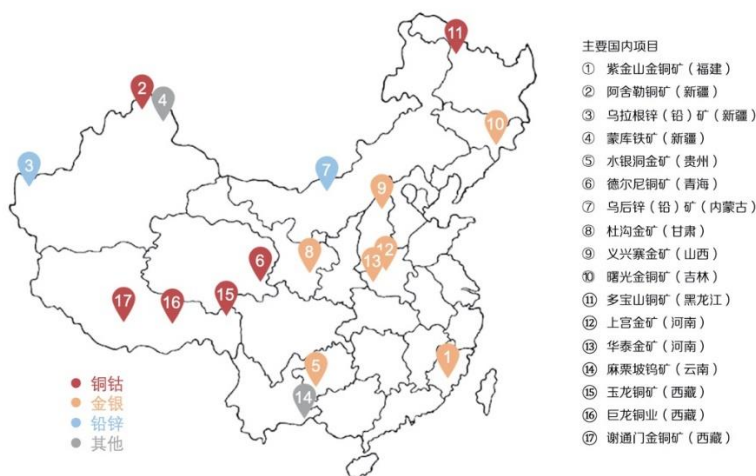 11
2
4
10
3
7
9
12
8
13
6
15
17
16
1
5
14
铜钴
金银
铅锌
其他
主要国内项目
① 紫金山金铜矿（福建）
② 阿舍勒铜矿（新疆）
③ 乌拉根锌（铅）矿（新疆）
④ 蒙库铁矿（新疆）
⑤ 水银洞金矿（贵州）
⑥ 德尔尼铜矿（青海）
⑦ 乌后锌（铅）矿（内蒙古）
⑧ 杜沟金矿（甘肃）
⑨ 义兴寨金矿（山西）
⑩ 曙光金铜矿（吉林）
⑪ 多宝山铜矿（黑龙江）
⑫ 上宫金矿（河南）
⑬ 华泰金矿（河南）
⑭ 麻栗坡钨矿（云南）
⑮ 玉龙铜矿（西藏）
⑯ 巨龙铜业（西藏）
⑰ 谢通门金铜矿（西藏）